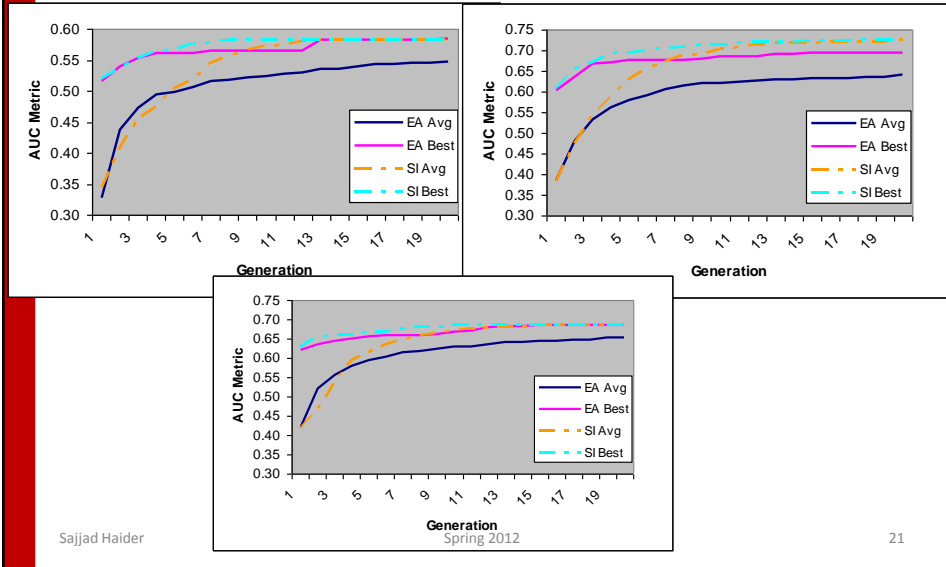 0.60
0.55
0.50
0.45
0.40
0.35
0.30
AUC Metric
1
3
5
7
9
11
13
15
17
19
Generation
EA Avg
EA Best
SI Avg
SI Best
0.75
0.70
0.65
0.60
0.55
0.50
0.45
0.40
0.35
0.30
AUC Metric
1
3
5
7
9
11
13
15
17
19
Generation
EA Avg
EA Best
SI Avg
SI Best
0.75
0.70
0.65
0.60
0.55
0.50
0.45
0.40
0.35
0.30
AUC Metric
1
3
5
7
9
11
13
15
17
19
Generation
EA Avg
EA Best
SI Avg
SI Best
Sajjad Haider
Spring 2012
21